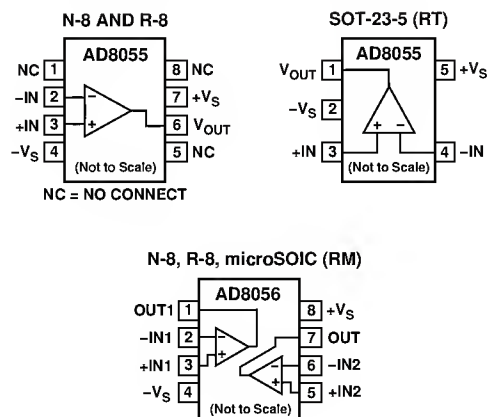 N-8 AND R-8
AD8055
NC 1 8 NC
–IN 2 7 +VS
+IN 3 6 VOUT
–VS 4 5 NC
(Not to Scale)
NC = NO CONNECT
SOT-23-5 (RT)
AD8055
VOUT 1 5 +VS
–VS 2
+IN 3 4 –IN
(Not to Scale)
N-8, R-8, microSOIC (RM)
AD8056
OUT1 1 8 +VS
–IN1 2 7 OUT
+IN1 3 6 –IN2
–VS 4 5 +IN2
(Not to Scale)